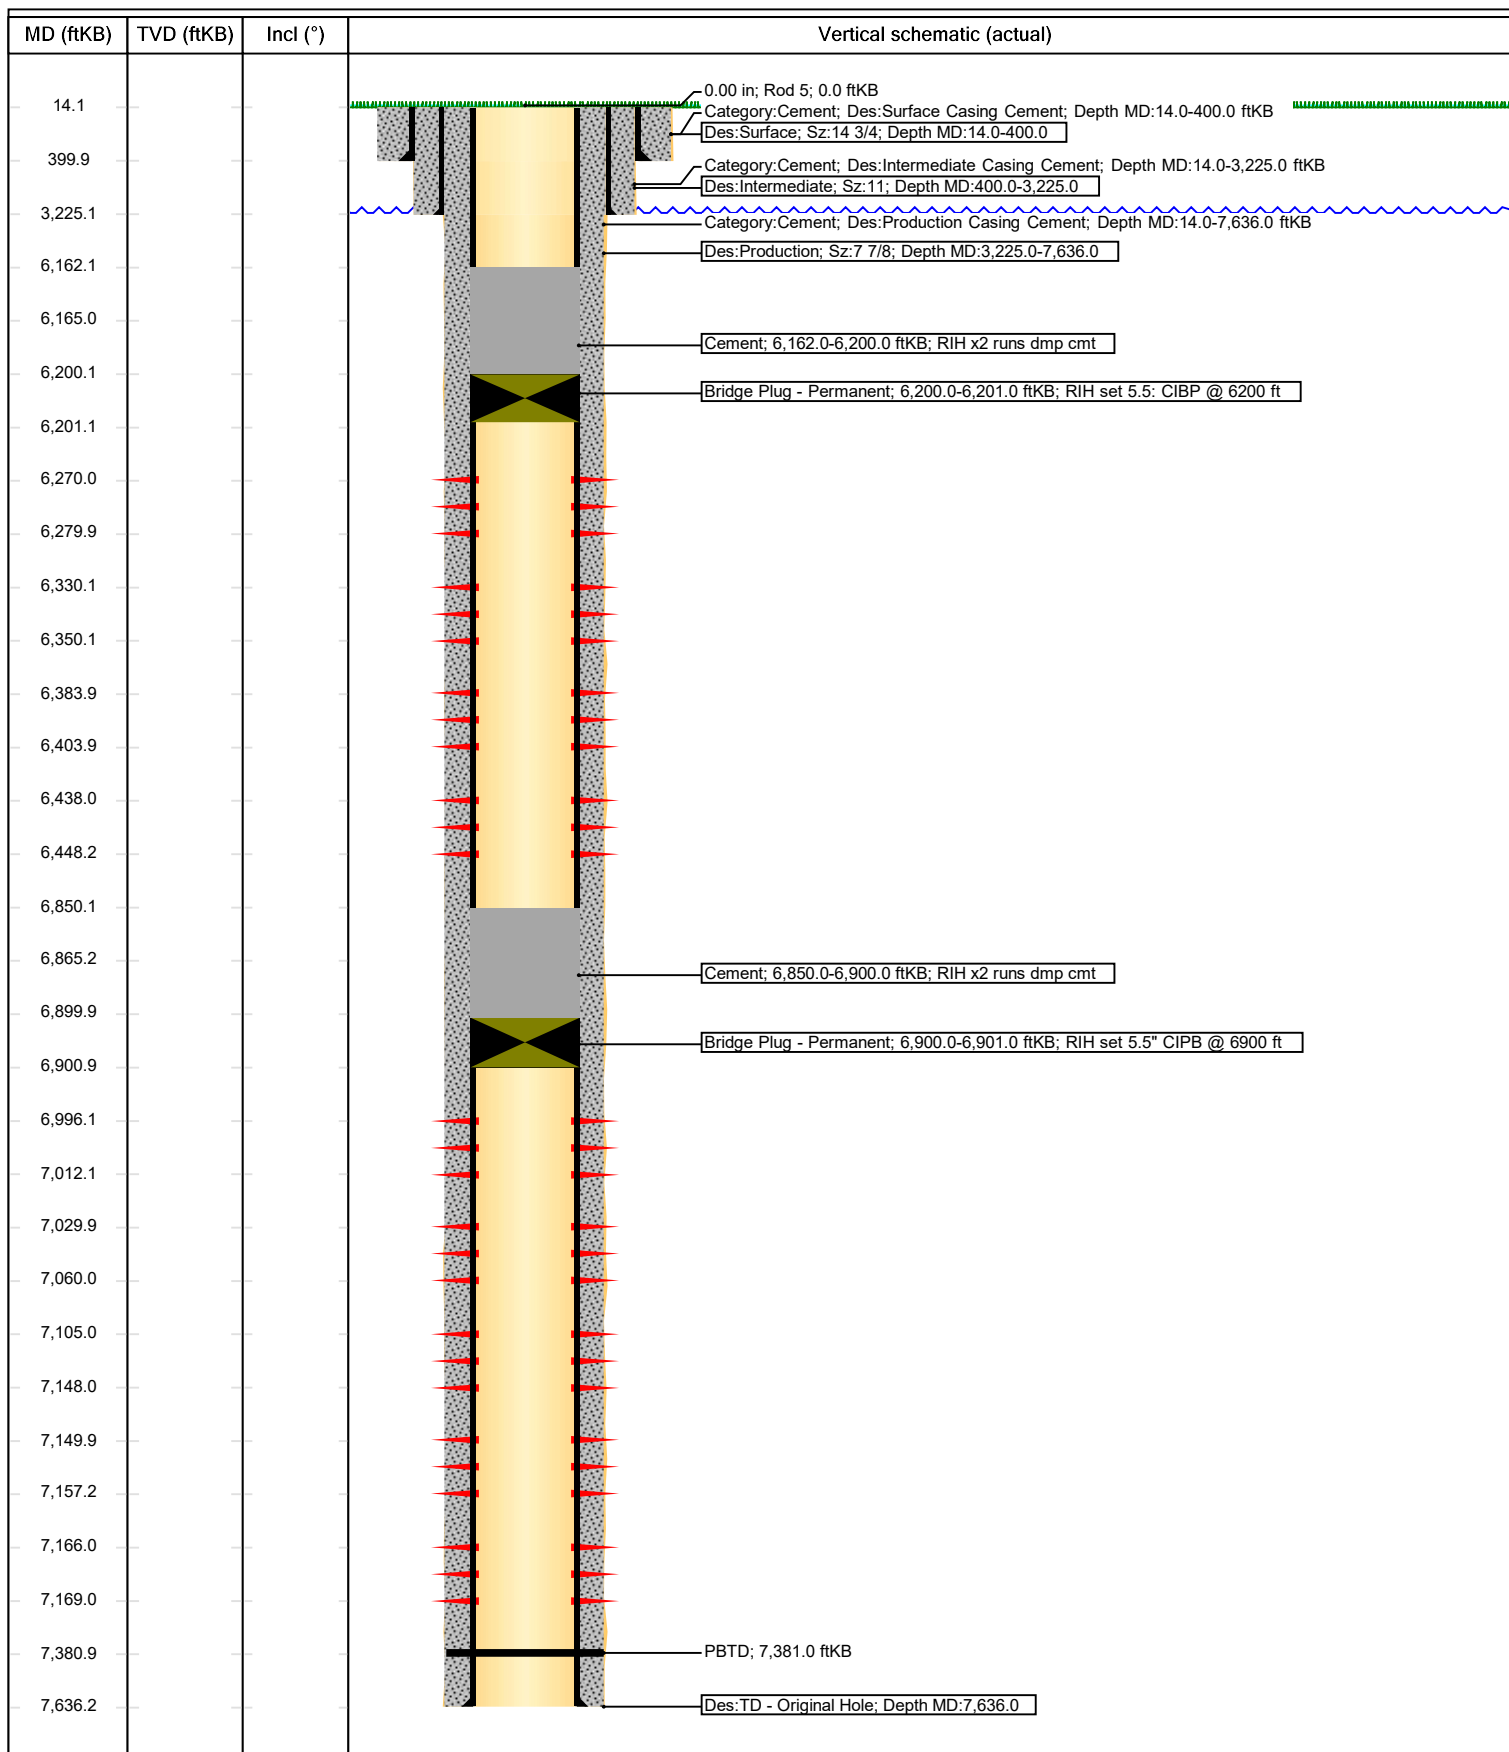 MD (ftKB) TVD (ftKB) Incl (°) Vertical schematic (actual)
0.00 in; Rod 5; 0.0 ftKB
14.1
Category:Cement; Des:Surface Casing Cement; Depth MD:14.0-400.0 ftKB
Des:Surface; Sz:14 3/4; Depth MD:14.0-400.0
399.9
Category:Cement; Des:Intermediate Casing Cement; Depth MD:14.0-3,225.0 ftKB
Des:Intermediate; Sz:11; Depth MD:400.0-3,225.0
3,225.1
Category:Cement; Des:Production Casing Cement; Depth MD:14.0-7,636.0 ftKB
Des:Production; Sz:7 7/8; Depth MD:3,225.0-7,636.0
6,162.1
6,165.0
Cement; 6,162.0-6,200.0 ftKB; RIH x2 runs dmp cmt
6,200.1
Bridge Plug - Permanent; 6,200.0-6,201.0 ftKB; RIH set 5.5: CIBP @ 6200 ft
6,201.1
6,270.0
6,279.9
6,330.1
6,350.1
6,383.9
6,403.9
6,438.0
6,448.2
6,850.1
6,865.2
Cement; 6,850.0-6,900.0 ftKB; RIH x2 runs dmp cmt
6,899.9
Bridge Plug - Permanent; 6,900.0-6,901.0 ftKB; RIH set 5.5" CIPB @ 6900 ft
6,900.9
6,996.1
7,012.1
7,029.9
7,060.0
7,105.0
7,148.0
7,149.9
7,157.2
7,166.0
7,169.0
7,380.9 PBTD; 7,381.0 ftKB
7,636.2 Des:TD - Original Hole; Depth MD:7,636.0